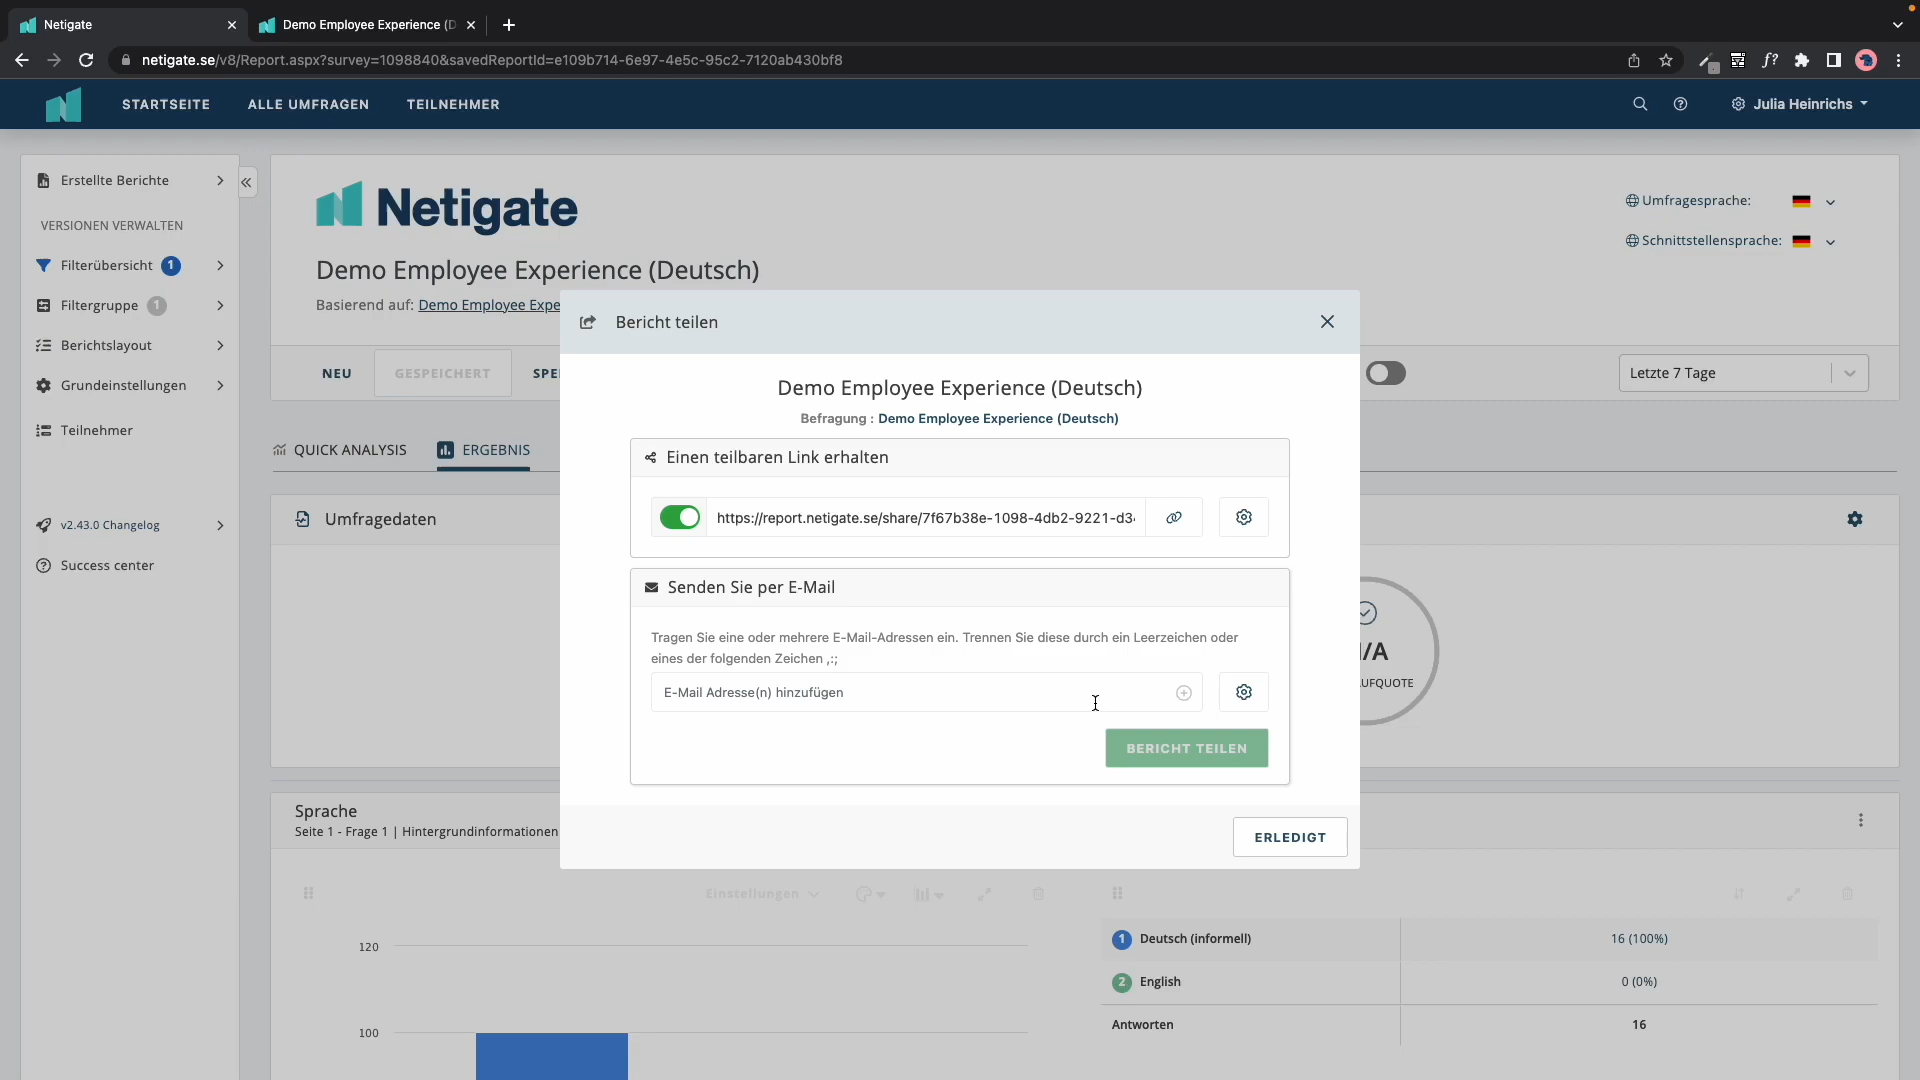 Netigate
Demo Employee Experience (D
netigate.se/v8/Report.aspx?survey=1098840&savedReportId=e109b714-6e97-4e5c-95c2-7120ab430bf8
STARTSEITE
ALLE UMFRAGEN
TEILNEHMER
Julia Heinrichs
Erstellte Berichte
VERSIONEN VERWALTEN
Filterübersicht 1
Filtergruppe 1
Berichtslayout
Grundeinstellungen
Teilnehmer
v2.43.0 Changelog
Success center
Netigate
Umfragesprache:
Schnittstellensprache:
Demo Employee Experience (Deutsch)
Basierend auf: Demo Employee Expe
NEU
GESPEICHERT
SPEI
Letzte 7 Tage
QUICK ANALYSIS
ERGEBNIS
Umfragedaten
Bericht teilen
Demo Employee Experience (Deutsch)
Befragung : Demo Employee Experience (Deutsch)
Einen teilbaren Link erhalten
https://report.netigate.se/share/7f67b38e-1098-4db2-9221-d3
Senden Sie per E-Mail
Tragen Sie eine oder mehrere E-Mail-Adressen ein. Trennen Sie diese durch ein Leerzeichen oder
eines der folgenden Zeichen ,:;
E-Mail Adresse(n) hinzufügen
BERICHT TEILEN
ERLEDIGT
/A
UFQUOTE
Sprache
Seite 1 - Frage 1 | Hintergrundinformationen
Einstellungen
120
100
1 Deutsch (informell)
16 (100%)
2 English
0 (0%)
Antworten
16